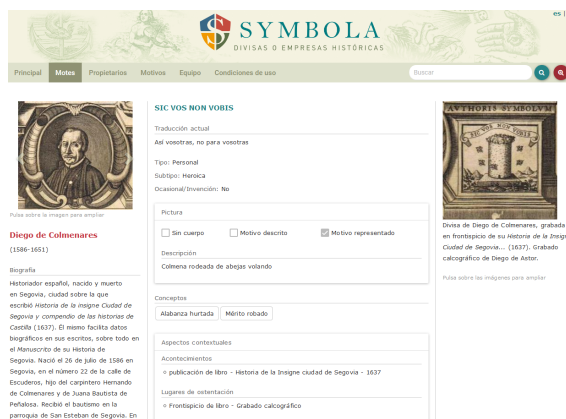 es |
SYMBOLA
DIVISAS O EMPRESAS HISTÓRICAS
Principal Motes Propietarios Motivos Equipo Condiciones de uso Buscar
Pulsa sobre la imagen para ampliar
Diego de Colmenares
(1586-1651)
Biografía
Historiador español, nacido y muerto
en Segovia, ciudad sobre la que
escribió Historia de la insigne Ciudad de
Segovia y compendio de las historias de
Castilla (1637). Él mismo facilita datos
biográficos en sus escritos, sobre todo en
el Manuscrito de su Historia de
Segovia. Nació el 26 de julio de 1586 en
Segovia, en el número 22 de la calle de
Escuderos, hijo del carpintero Hernando
de Colmenares y de Juana Bautista de
Peñalosa. Recibió el bautismo en la
parroquia de San Esteban de Segovia. En
SIC VOS NON VOBIS
Traducción actual
Así vosotras, no para vosotras
Tipo: Personal
Subtipo: Heroica
Ocasional/Invención: No
Pictura
Sin cuerpo Motivo descrito Motivo representado
Descripción
Colmena rodeada de abejas volando
Conceptos
Alabanza hurtada Mérito robado
Aspectos contextuales
Acontecimientos
publicación de libro - Historia de la Insigne ciudad de Segovia - 1637
Lugares de ostentación
Frontispicio de libro - Grabado calcográfico
AVTHORIS SYMBOLVM
SIC VOS NON VOBIS
Divisa de Diego de Colmenares, grabada
en frontispicio de su Historia de la Insign
Ciudad de Segovia... (1637). Grabado
calcográfico de Diego de Astor.
Pulsa sobre las imágenes para ampliar